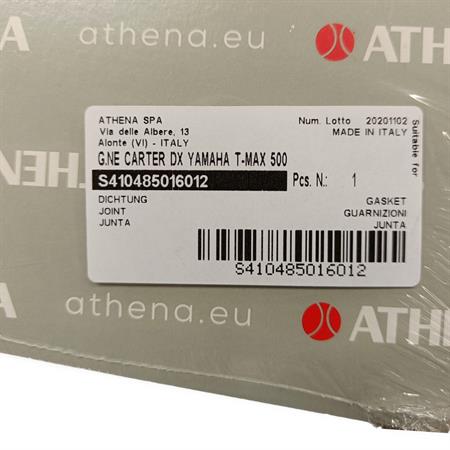 athena.eu
ATHE
ATHENA SPA
Via delle Albere, 13
Alonte (VI) - ITALY
Num. Lotto 20201102
MADE IN ITALY
Suitable for
G.NE CARTER DX YAMAHA T-MAX 500
S410485016012 Pcs. N.: 1
DICHTUNG
JOINT
JUNTA
GASKET
GUARNIZIONI
JUNTA
S410485016012
athena.eu
ATHENA